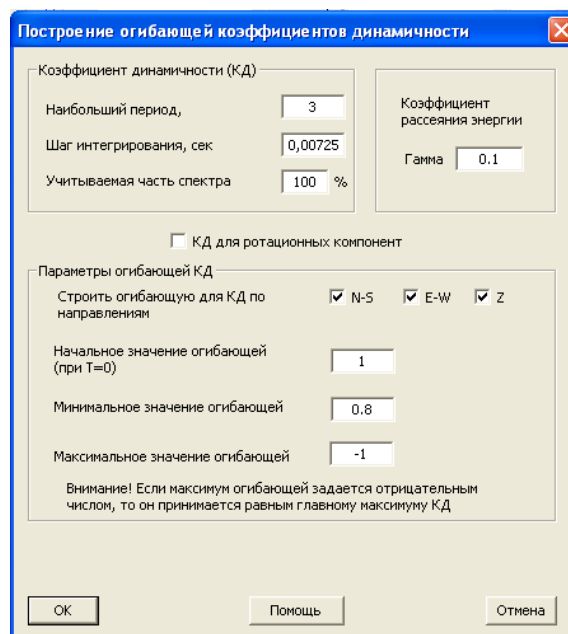 Построение огибающей коэффициентов динамичности
Коэффициент динамичности (КД)
Наибольший период,
3
Шаг интегрирования, сек
0,00725
Учитываемая часть спектра
100 %
Коэффициент
рассеяния энергии
Гамма
0.1
КД для ротационных компонент
Параметры огибающей КД
Строить огибающую для КД по
направлениям
N-S
E-W
Z
Начальное значение огибающей
(при T=0)
1
Минимальное значение огибающей
0.8
Максимальное значение огибающей
-1
Внимание! Если максимум огибающей задается отрицательным
числом, то он принимается равным главному максимуму КД
ОК
Помощь
Отмена